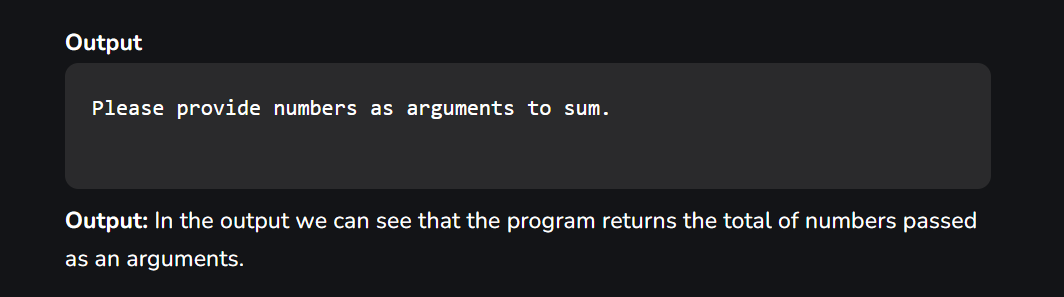 Output
Please provide numbers as arguments to sum.
Output: In the output we can see that the program returns the total of numbers passed
as an arguments.